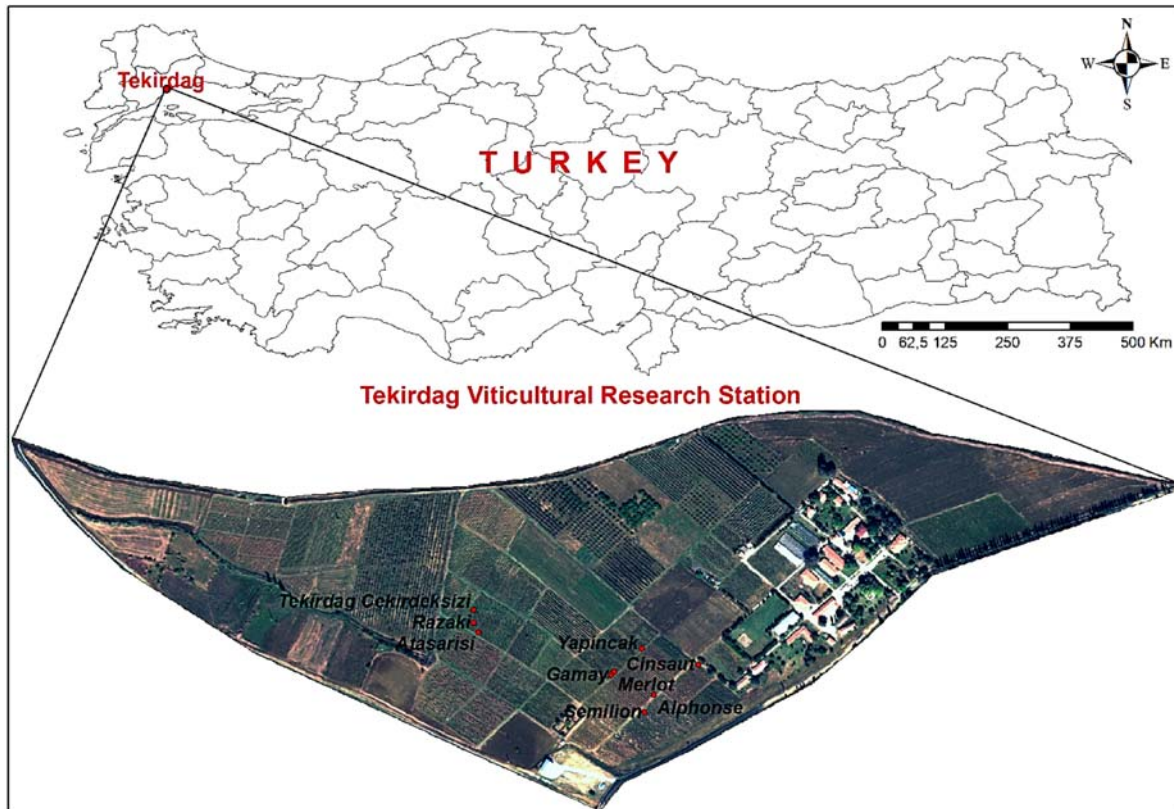 N
W E
S
Tekirdag
TURKEY
0 62,5 125 250 375 500 Km
Tekirdag Viticultural Research Station
Tekirdag Cekirdeksizi
Razaki
Atasarisi
Yapincak
Cinsaut
Gamay
Merlot
Semilion
Alphonse